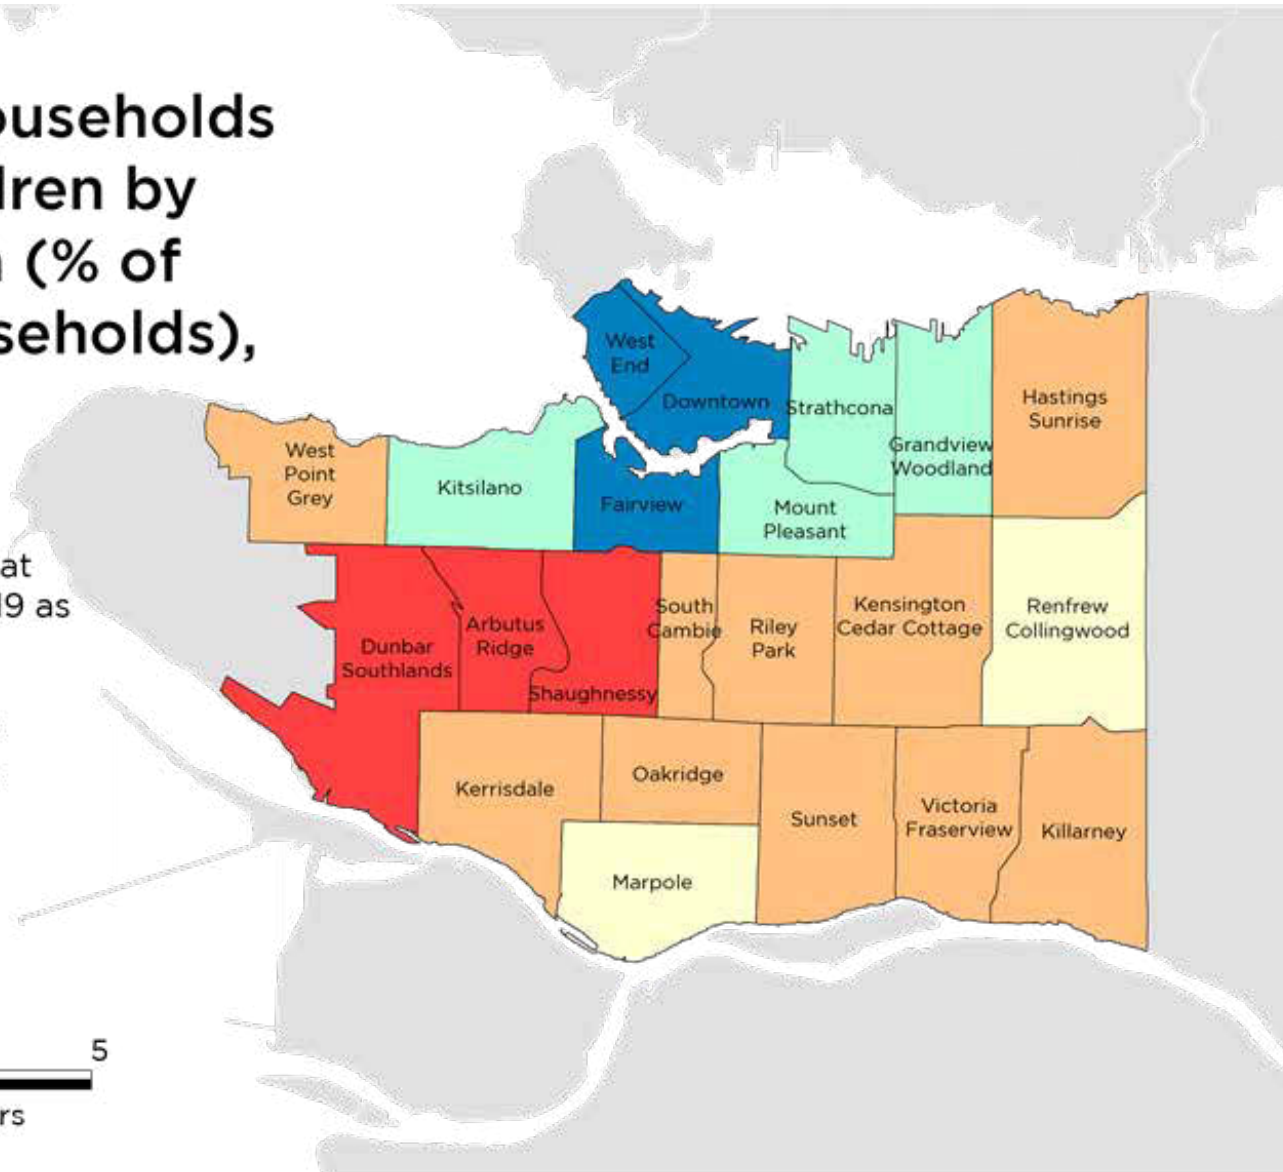 ouseholds
dren by
(% of
seholds),
at
19 as
West
End
Downtown
Strathcona
Hastings
Sunrise
Grandview
Woodland
West
Point
Grey
Kitsilano
Fairview
Mount
Pleasant
South
Cambie
Riley
Park
Kensington
Cedar Cottage
Renfrew
Collingwood
Dunbar
Southlands
Arbutus
Ridge
Shaughnessy
Kerrisdale
Oakridge
Sunset
Victoria
Fraserview
Killarney
Marpole
5
rs